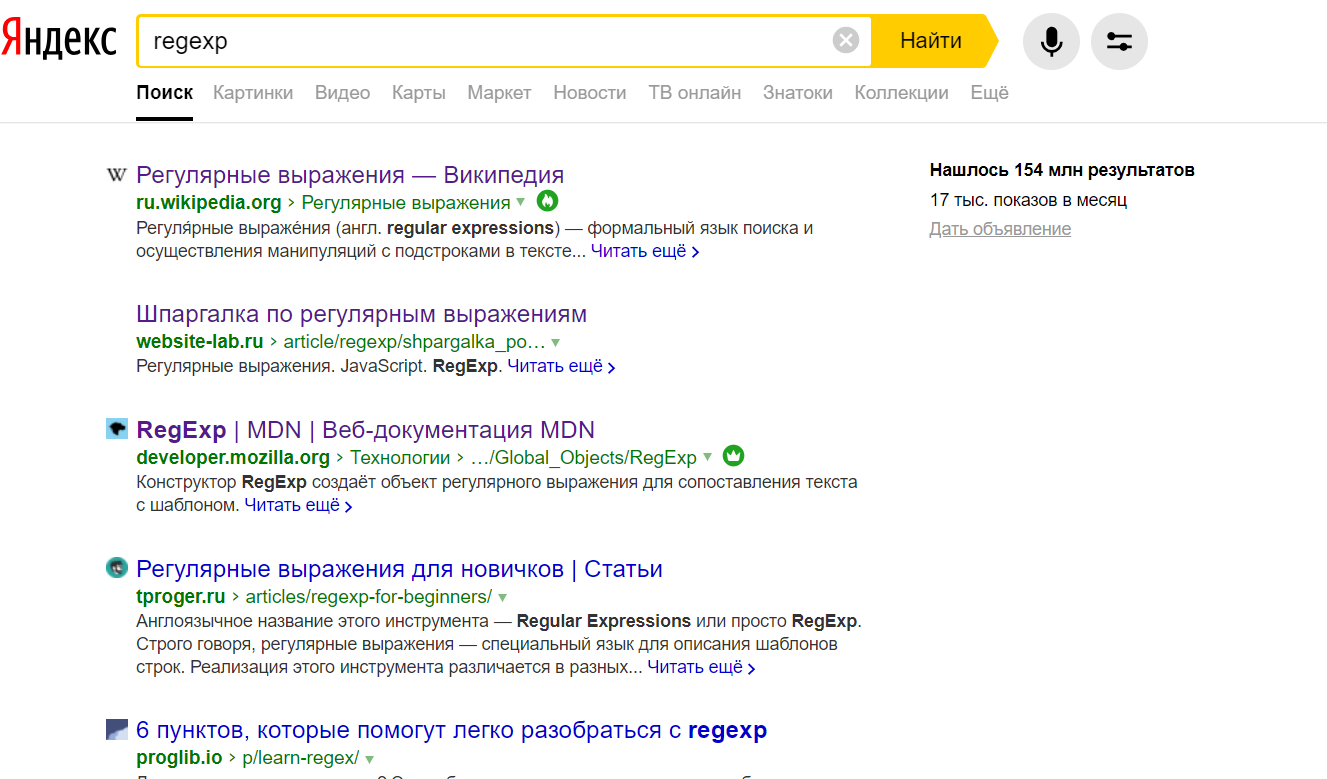 Яндекс
regexp
Найти
Поиск Картинки Видео Карты Маркет Новости ТВ онлайн Знатоки Коллекции Ещё
W Регулярные выражения — Википедия
ru.wikipedia.org › Регулярные выражения
Регуля́рные выраже́ния (англ. regular expressions) — формальный язык поиска и
осуществления манипуляций с подстроками в тексте... Читать ещё ›
Шпаргалка по регулярным выражениям
website-lab.ru › article/regexp/shpargalka_po…
Регулярные выражения. JavaScript. RegExp. Читать ещё ›
RegExp | MDN | Веб-документация MDN
developer.mozilla.org › Технологии › …/Global_Objects/RegExp
Конструктор RegExp создаёт объект регулярного выражения для сопоставления текста
с шаблоном. Читать ещё ›
Регулярные выражения для новичков | Статьи
tproger.ru › articles/regexp-for-beginners/
Англоязычное название этого инструмента — Regular Expressions или просто RegExp.
Строго говоря, регулярные выражения — специальный язык для описания шаблонов
строк. Реализация этого инструмента различается в разных... Читать ещё ›
6 пунктов, которые помогут легко разобраться с regexp
proglib.io › p/learn-regex/
Нашлось 154 млн результатов
17 тыс. показов в месяц
Дать объявление